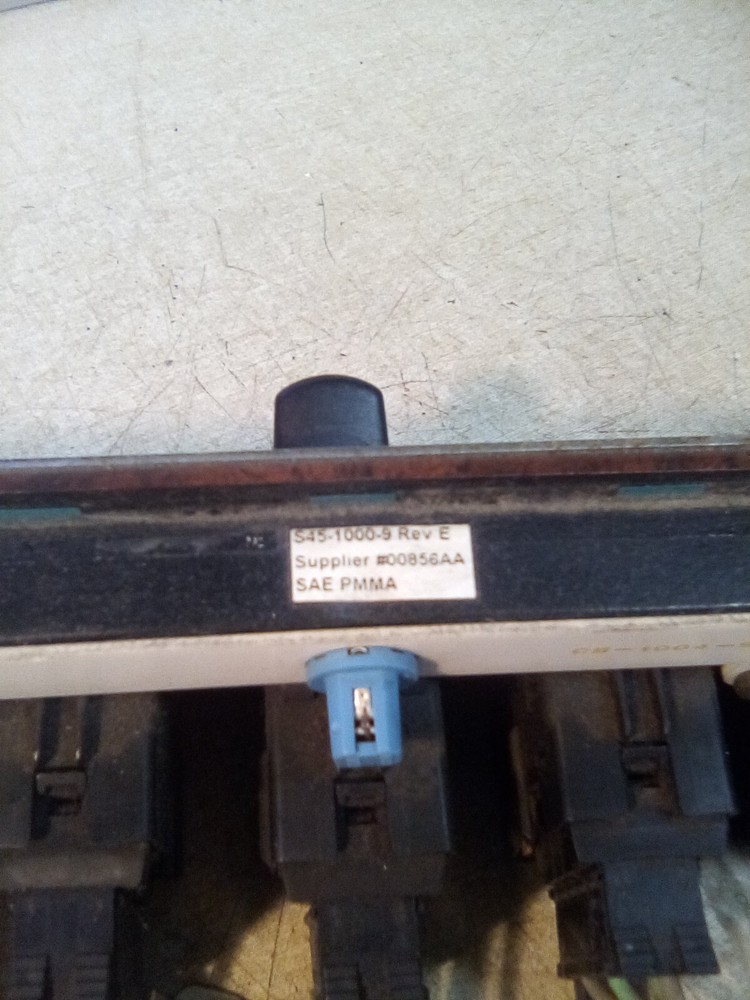 S45-1000-9 Rev E
Supplier #00856AA
SAE PMMA